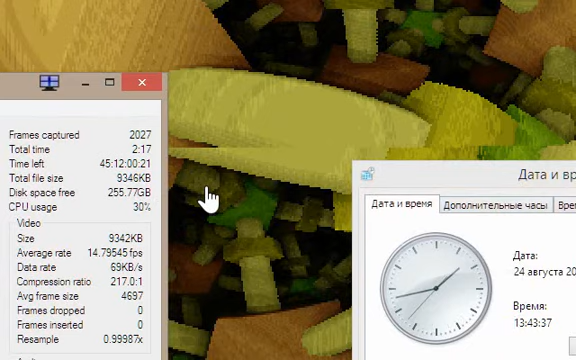 Frames captured 2027
Total time 2:17
Time left 45:12:00:21
Total file size 9346KB
Disk space free 255.77GB
CPU usage 30%
Video
Size 9342KB
Average rate 14.79545fps
Data rate 69KB/s
Compression ratio 217.0:1
Avg frame size 4697
Frames dropped 0
Frames inserted 0
Resample 0.99987x
Дата и вр
Дата и время Дополнительные часы Врем
Дата:
24 августа 20
Время:
13:43:37